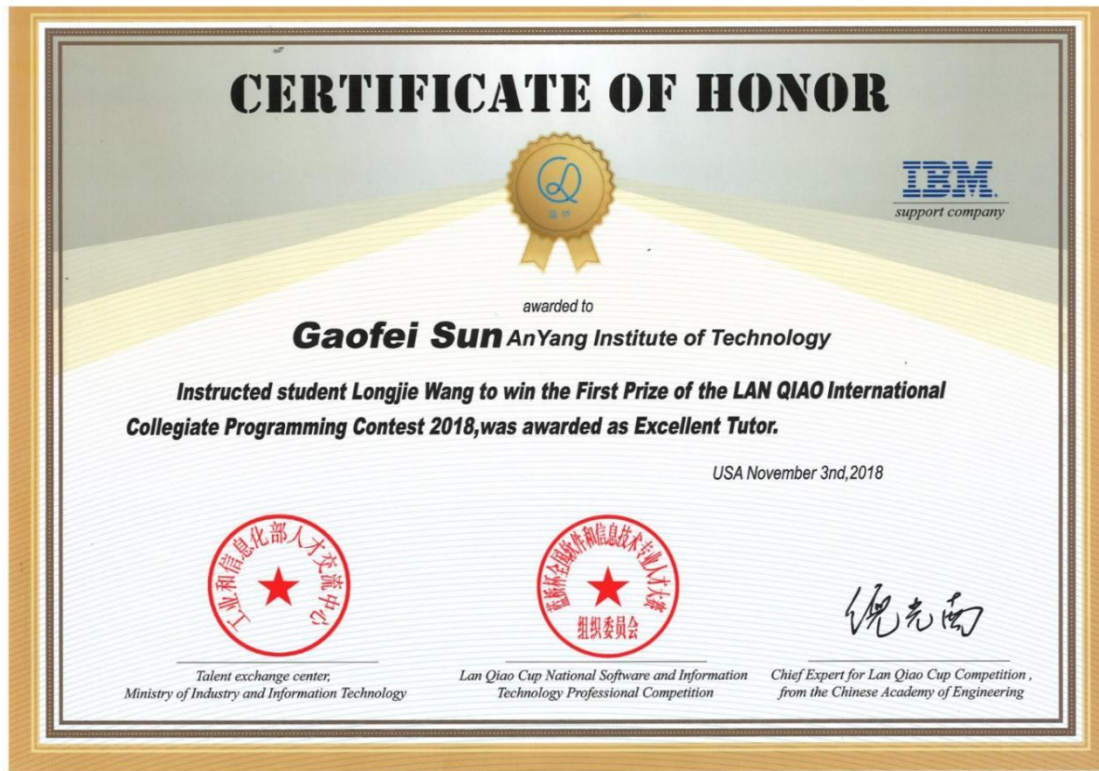 CERTIFICATE OF HONOR
蓝桥
IBM.
support company
awarded to
Gaofei Sun AnYang Institute of Technology
Instructed student Longjie Wang to win the First Prize of the LAN QIAO International
Collegiate Programming Contest 2018,was awarded as Excellent Tutor.
USA November 3nd,2018
工业和信息化部人才交流中心
蓝桥杯全国软件和信息技术专业人才大赛
组织委员会
倪光南
Talent exchange center,
Ministry of Industry and Information Technology
Lan Qiao Cup National Software and Information
Technology Professional Competition
Chief Expert for Lan Qiao Cup Competition ,
from the Chinese Academy of Engineering